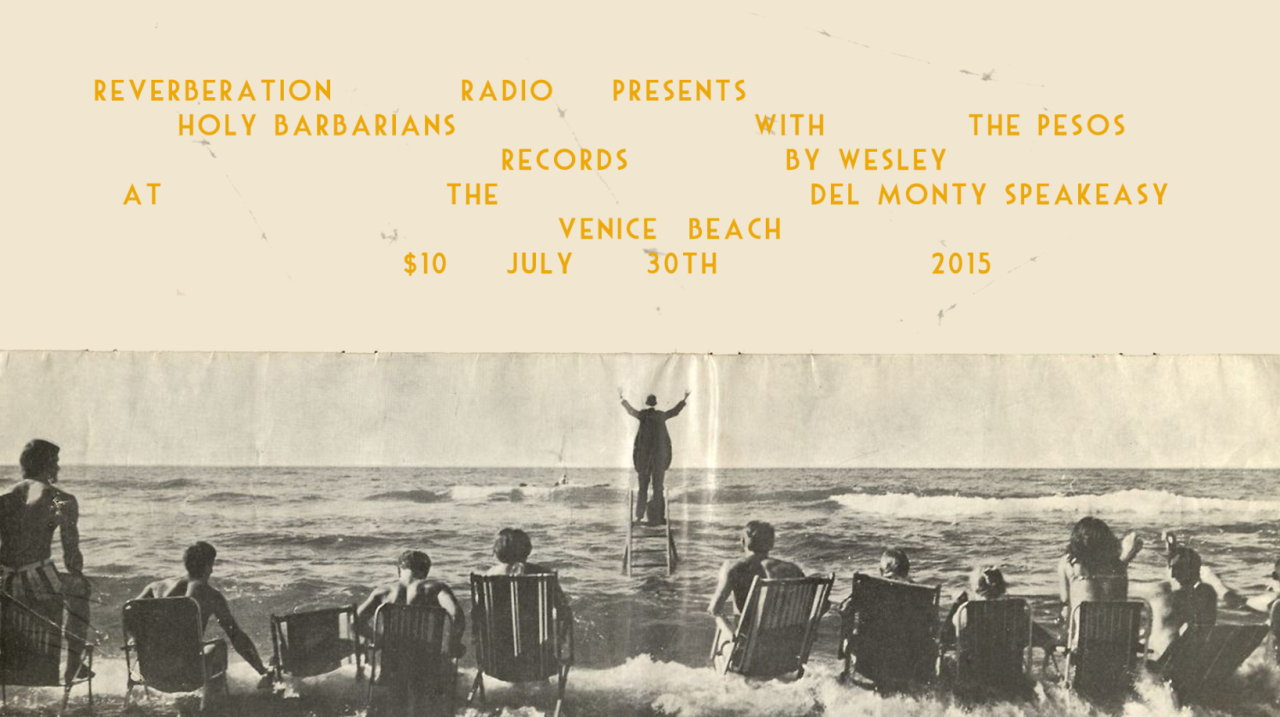 REVERBERATION RADIO PRESENTS
HOLY BARBARIANS WITH THE PESOS
RECORDS BY WESLEY
AT THE DEL MONTY SPEAKEASY
VENICE BEACH
$10 JULY 30TH 2015